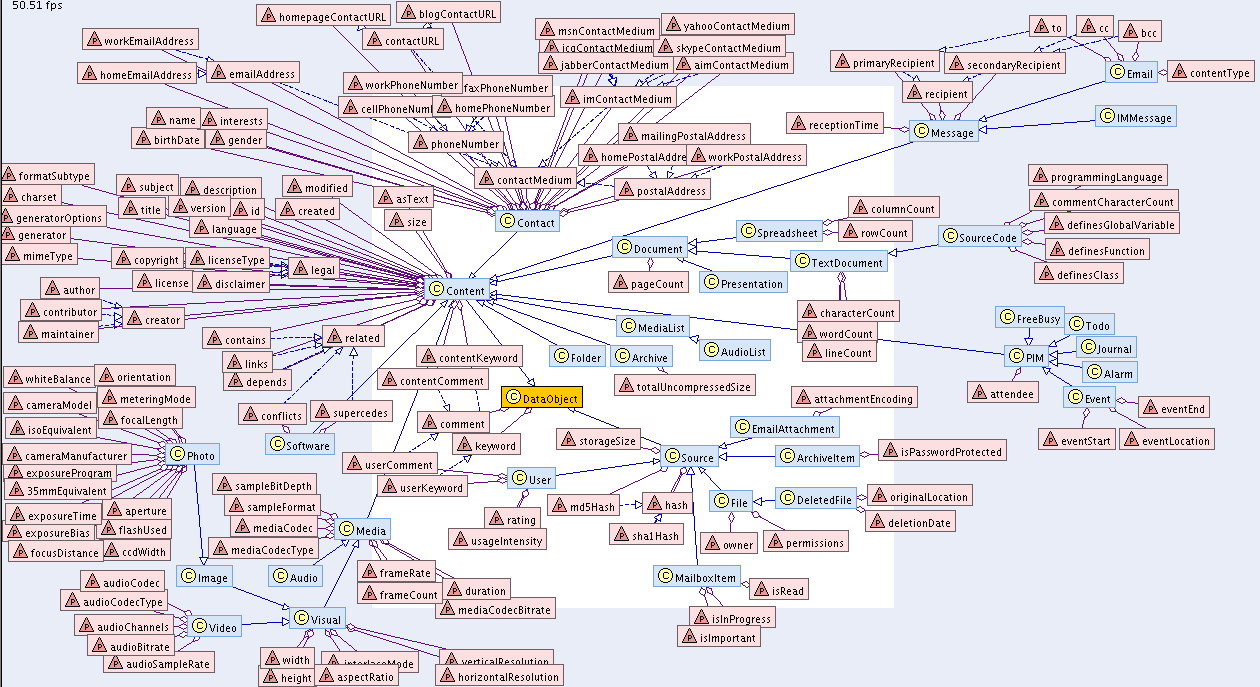 50.51 fps
homepageContactURL
blogContactURL
contactURL
workEmailAddress
homeEmailAddress
emailAddress
msnContactMedium
yahooContactMedium
icqContactMedium
skypeContactMedium
jabberContactMedium
aimContactMedium
imContactMedium
workPhoneNumber
faxPhoneNumber
cellPhoneNuml
homePhoneNumber
phoneNumber
name
interests
birthDate
gender
mailingPostalAddress
homePostalAddre
workPostalAddress
postalAddress
contactMedium
Contact
to
cc
bcc
primaryRecipient
secondaryRecipient
Email
contentType
recipient
receptionTime
Message
IMMessage
formatSubtype
charset
generatorOptions
generator
mimeType
subject
description
modified
title
version
id
created
language
asText
size
copyright
licenseType
legal
license
disclaimer
Content
author
contributor
maintainer
creator
contains
related
links
depends
conflicts
supercedes
Software
programmingLanguage
commentCharacterCount
definesGlobalVariable
definesFunction
definesClass
SourceCode
columnCount
rowCount
Spreadsheet
Document
TextDocument
pageCount
Presentation
characterCount
wordCount
lineCount
MediaList
AudioList
Folder
Archive
totalUncompressedSize
FreeBusy
Todo
Journal
PIM
Alarm
attendee
Event
eventEnd
eventStart
eventLocation
contentKeyword
contentComment
DataObject
comment
keyword
userComment
userKeyword
User
rating
usageIntensity
attachmentEncoding
EmailAttachment
storageSize
Source
ArchiveItem
isPasswordProtected
md5Hash
hash
sha1Hash
File
DeletedFile
originalLocation
deletionDate
owner
permissions
MailboxItem
isRead
isInProgress
isImportant
whiteBalance
orientation
cameraModel
meteringMode
isoEquivalent
focalLength
cameraManufacturer
Photo
exposureProgram
35mmEquivalent
exposureTime
aperture
exposureBias
flashUsed
focusDistance
ccdWidth
sampleBitDepth
sampleFormat
mediaCodec
mediaCodecType
Media
Image
Audio
frameRate
frameCount
duration
mediaCodecBitrate
audioCodec
audioCodecType
audioChannels
audioBitrate
audioSampleRate
Video
Visual
width
height
interlaceMode
aspectRatio
verticalResolution
horizontalResolution